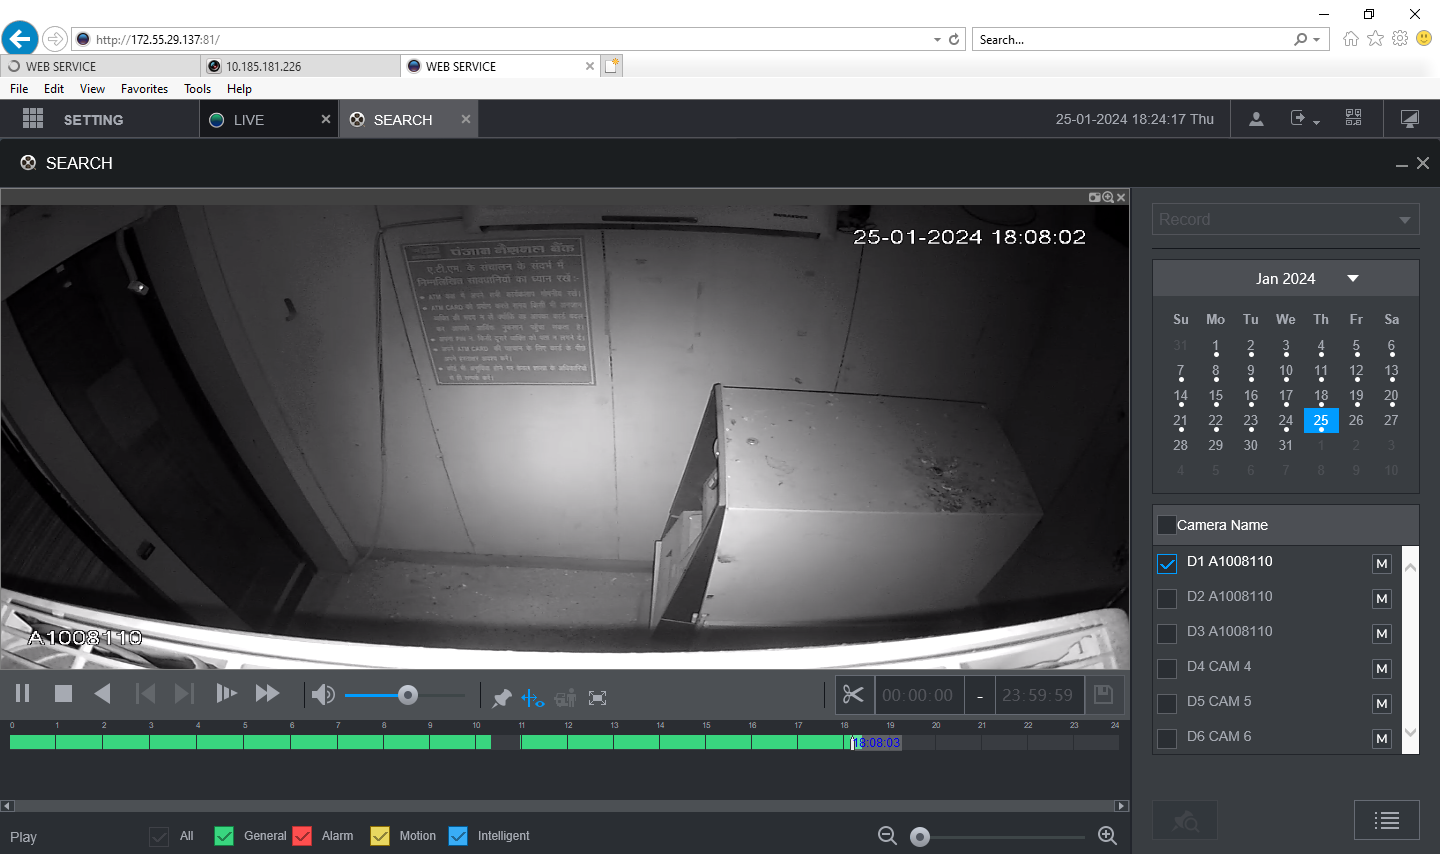 http://172.55.29.137:81/
Search...
WEB SERVICE
10.185.181.226
WEB SERVICE
File Edit View Favorites Tools Help
SETTING
LIVE
SEARCH
25-01-2024 18:24:17 Thu
SEARCH
25-01-2024 18:08:02
पंजाब नैशनल बैंक
ए.टी.एम. के संचालन के संदर्भ में
निम्नलिखित सावधानियों का ध्यान रखें:-
A1008110
Record
Jan 2024
Su Mo Tu We Th Fr Sa
31 1 2 3 4 5 6
7 8 9 10 11 12 13
14 15 16 17 18 19 20
21 22 23 24 25 26 27
28 29 30 31 1 2 3
4 5 6 7 8 9 10
Camera Name
D1 A1008110 M
D2 A1008110 M
D3 A1008110 M
D4 CAM 4 M
D5 CAM 5 M
D6 CAM 6 M
00:00:00 - 23:59:59
0 1 2 3 4 5 6 7 8 9 10 11 12 13 14 15 16 17 18 19 20 21 22 23 24
18:08:03
Play
All
General
Alarm
Motion
Intelligent